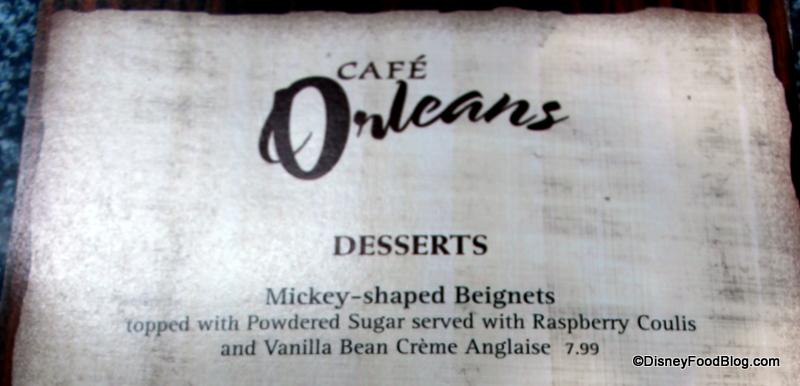 CAFÉ
Orleans
DESSERTS
Mickey-shaped Beignets
topped with Powdered Sugar served with Raspberry Coulis
and Vanilla Bean Crème Anglaise 7.99
©DisneyFoodBlog.com